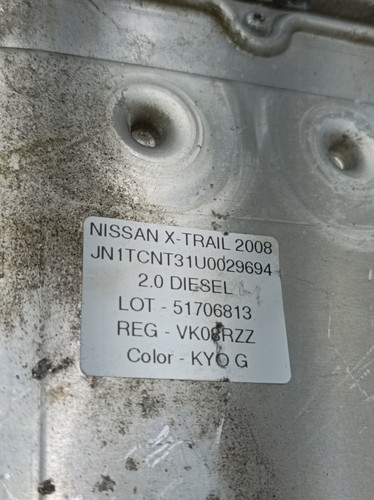 NISSAN X-TRAIL 2008
JN1TCNT31U0029694
2.0 DIESEL
LOT - 51706813
REG - VK08RZZ
Color - KYO G